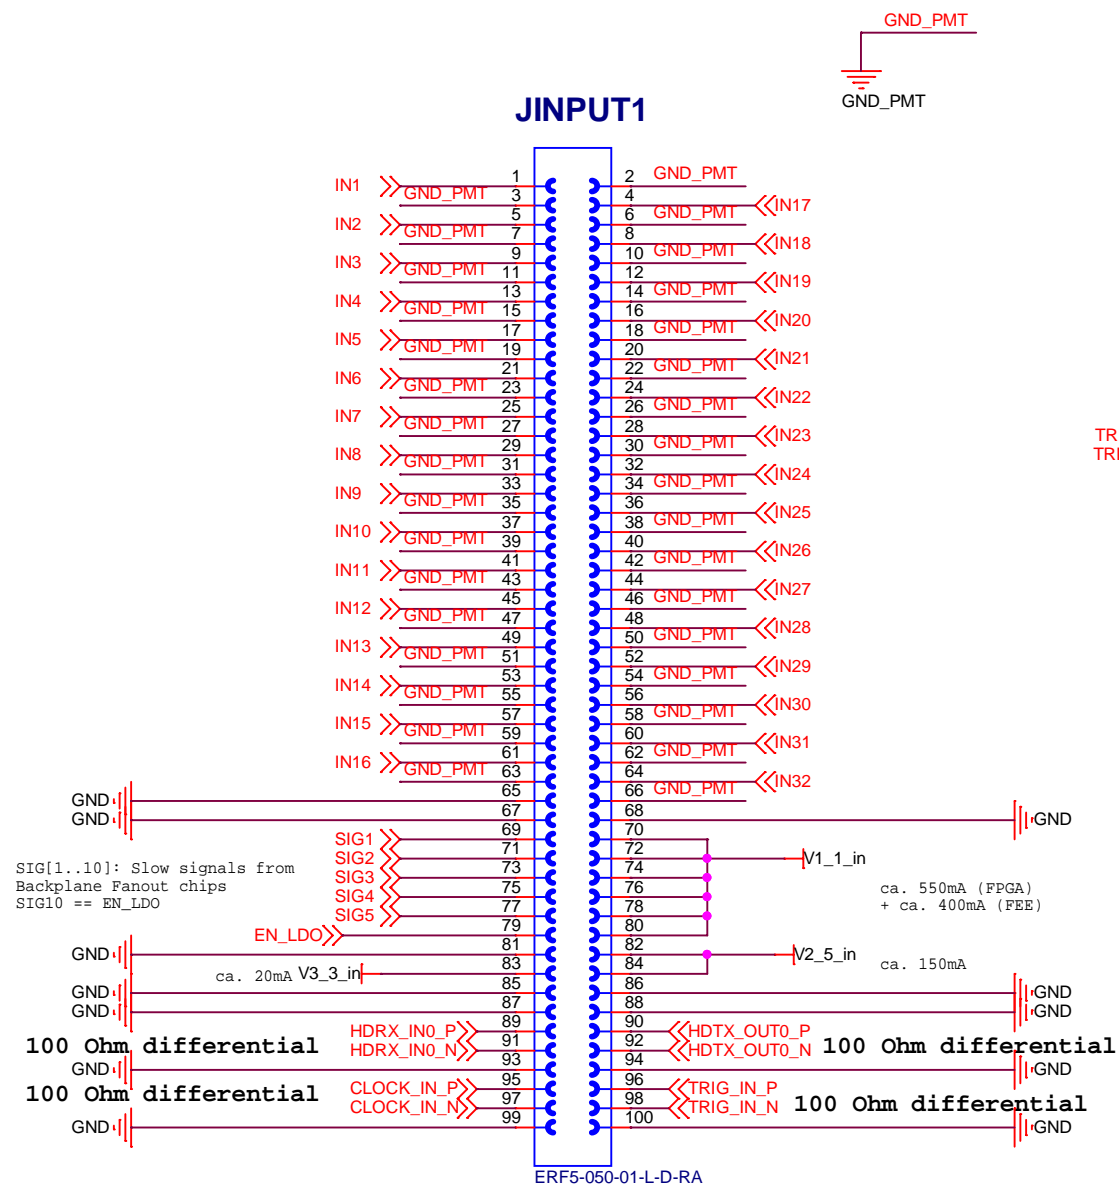 GND_PMT
GND_PMT
JINPUT1
IN1 1 2 GND_PMT
GND_PMT 3 4 IN17
IN2 5 6 GND_PMT
GND_PMT 7 8 IN18
IN3 9 10 GND_PMT
GND_PMT 11 12 IN19
IN4 13 14 GND_PMT
GND_PMT 15 16 IN20
IN5 17 18 GND_PMT
GND_PMT 19 20 IN21
IN6 21 22 GND_PMT
GND_PMT 23 24 IN22
IN7 25 26 GND_PMT
GND_PMT 27 28 IN23
TR
IN8 29 30 GND_PMT
TRI
GND_PMT 31 32 IN24
IN9 33 34 GND_PMT
GND_PMT 35 36 IN25
IN10 37 38 GND_PMT
GND_PMT 39 40 IN26
IN11 41 42 GND_PMT
GND_PMT 43 44 IN27
IN12 45 46 GND_PMT
GND_PMT 47 48 IN28
IN13 49 50 GND_PMT
GND_PMT 51 52 IN29
IN14 53 54 GND_PMT
GND_PMT 55 56 IN30
IN15 57 58 GND_PMT
GND_PMT 59 60 IN31
IN16 61 62 GND_PMT
GND_PMT 63 64 IN32
GND 65 66 GND_PMT
GND 67 68 GND
SIG1 69 70
SIG2 71 72 V1_1_in
SIG3 73 74
SIG4 75 76
SIG5 77 78
EN_LDO 79 80
SIG[1..10]: Slow signals from
Backplane Fanout chips
SIG10 == EN_LDO
ca. 550mA (FPGA)
+ ca. 400mA (FEE)
GND 81 82 V2_5_in
ca. 20mA V3_3_in 83 84 ca. 150mA
GND 85 86 GND
GND 87 88 GND
HDRX_IN0_P 89 90 HDTX_OUT0_P
100 Ohm differential HDRX_IN0_N 91 92 HDTX_OUT0_N 100 Ohm differential
GND 93 94 GND
100 Ohm differential CLOCK_IN_P 95 96 TRIG_IN_P
CLOCK_IN_N 97 98 TRIG_IN_N 100 Ohm differential
GND 99 100 GND
ERF5-050-01-L-D-RA